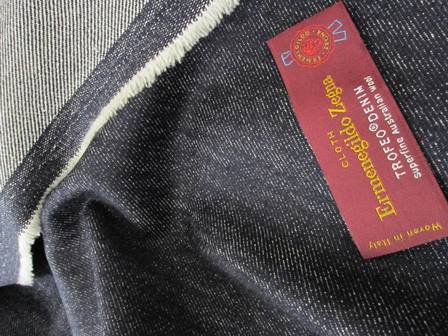 CLOTH
Ermenegildo Zegna
TROFEO® DENIM
Superfine Australian wool
Woven in Italy